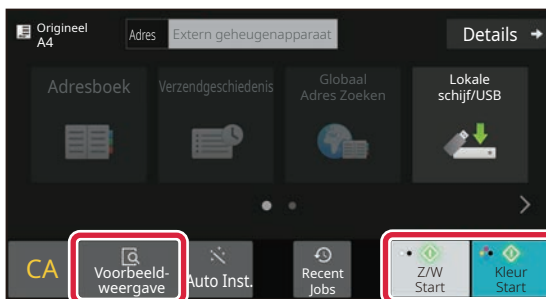 Origineel
A4
Adres
Extern geheugenapparaat
Details
Adresboek
Verzendgeschiedenis
Globaal
Adres Zoeken
Lokale
schijf/USB
CA
Voorbeeld-
weergave
Auto Inst.
Recent
Jobs
Z/W
Start
Kleur
Start